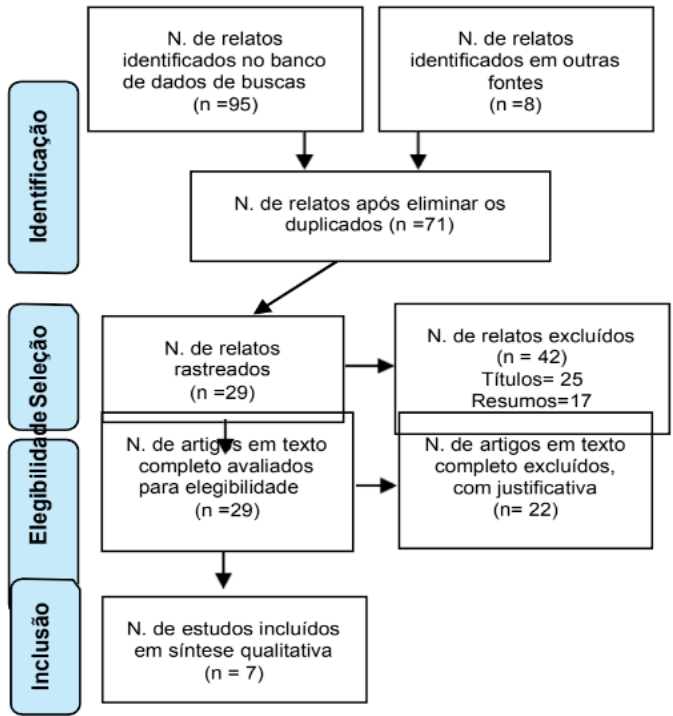 N. de relatos
identificados no banco
de dados de buscas
(n =95)
N. de relatos
identificados em outras
fontes
(n =8)
Identificação
N. de relatos após eliminar os
duplicados (n =71)
Seleção
N. de relatos
rastreados
(n =29)
N. de relatos excluídos
(n = 42)
Títulos= 25
Resumos=17
Elegibilidade
N. de artigos em texto
completo avaliados
para elegibilidade
(n =29)
N. de artigos em texto
completo excluídos,
com justificativa
(n= 22)
Inclusão
N. de estudos incluídos
em síntese qualitativa
(n = 7)